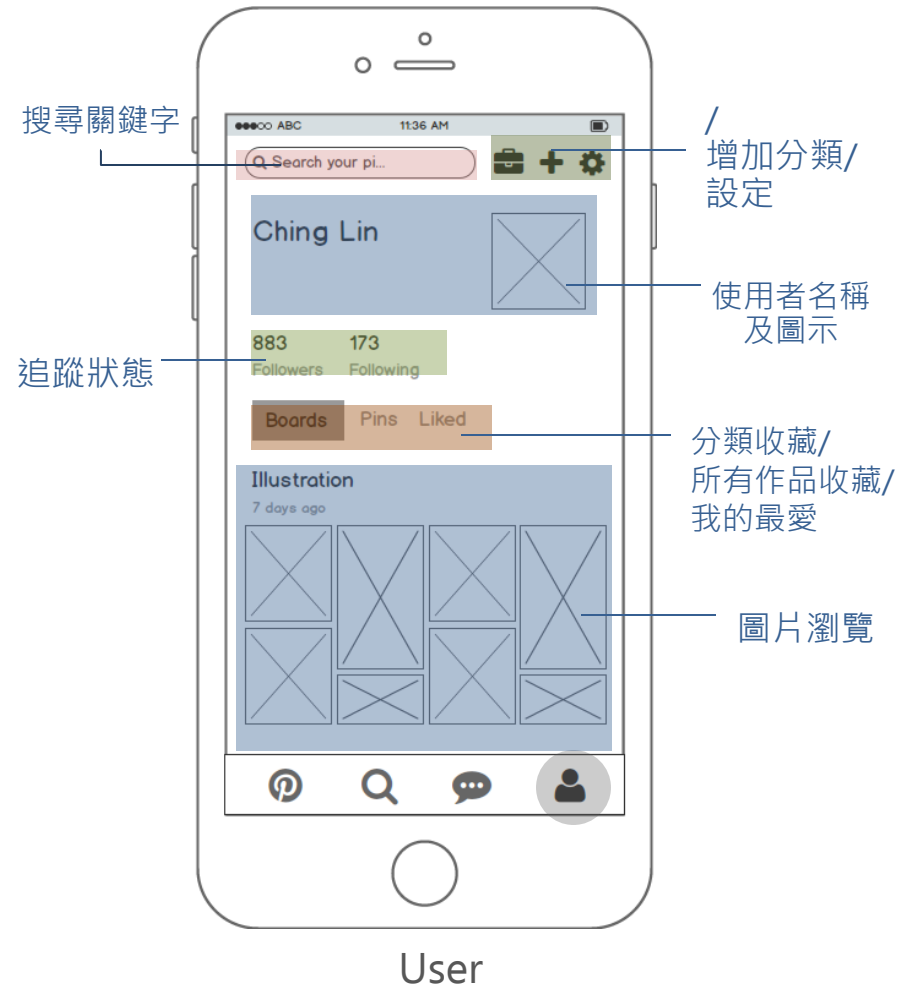 搜尋關鍵字
ABC
11:36 AM
Search your pi...
/
增加分類/
設定
Ching Lin
使用者名稱
及圖示
883
173
Followers
Following
追蹤狀態
Boards
Pins
Liked
分類收藏/
所有作品收藏/
我的最愛
Illustration
7 days ago
圖片瀏覽
User